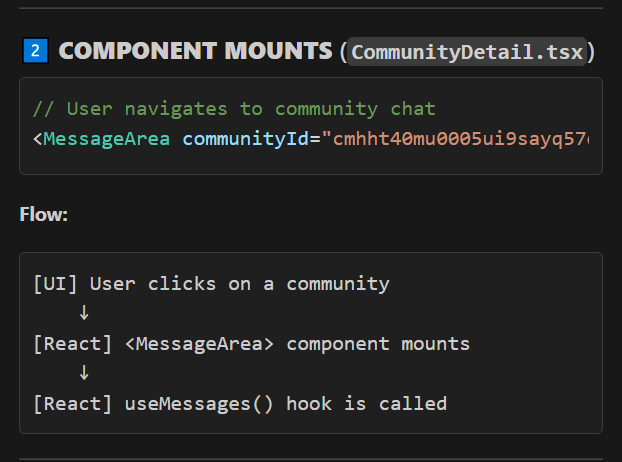 2 COMPONENT MOUNTS (CommunityDetail.tsx)
// User navigates to community chat
<MessageArea communityId="cmhht40mu0005ui9sayq57
Flow:
[UI] User clicks on a community
↓
[React] <MessageArea> component mounts
↓
[React] useMessages() hook is called